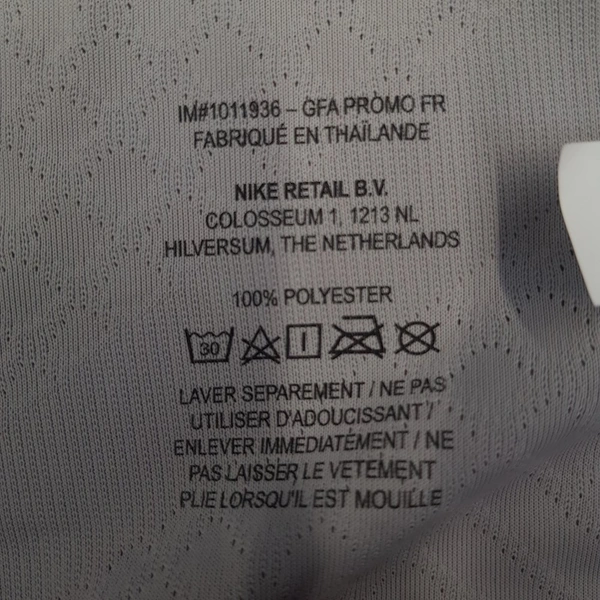 IM#1011936 – GFA PROMO FR
FABRIQUÉ EN THAÏLANDE
NIKE RETAIL B.V.
COLOSSEUM 1, 1213 NL
HILVERSUM, THE NETHERLANDS
100% POLYESTER
30
LAVER SEPAREMENT / NE PAS
UTILISER D'ADOUCISSANT /
ENLEVER IMMEDIATÉMENT / NE
PAS LAISSER LE VETEMENT
PLIE LORSQU'IL EST MOUILLE